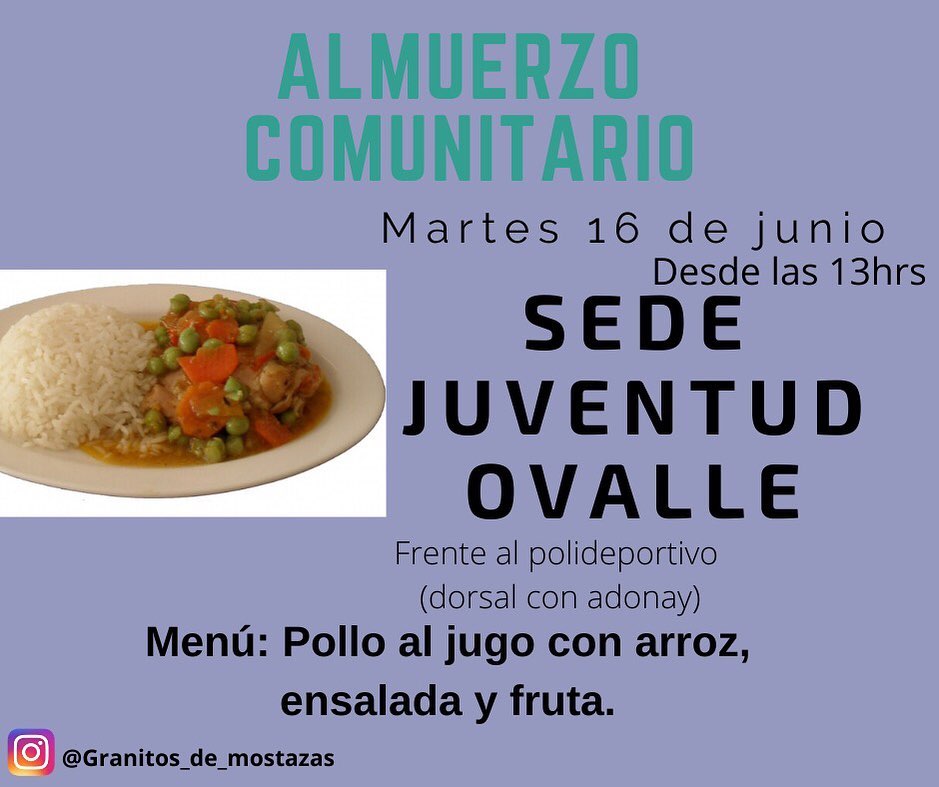 ALMUERZO
COMUNITARIO
Martes 16 de junio
Desde las 13hrs
SEDE
JUVENTUD
OVALLE
Frente al polideportivo
(dorsal con adonay)
Menú: Pollo al jugo con arroz,
ensalada y fruta.
@Granitos_de_mostazas